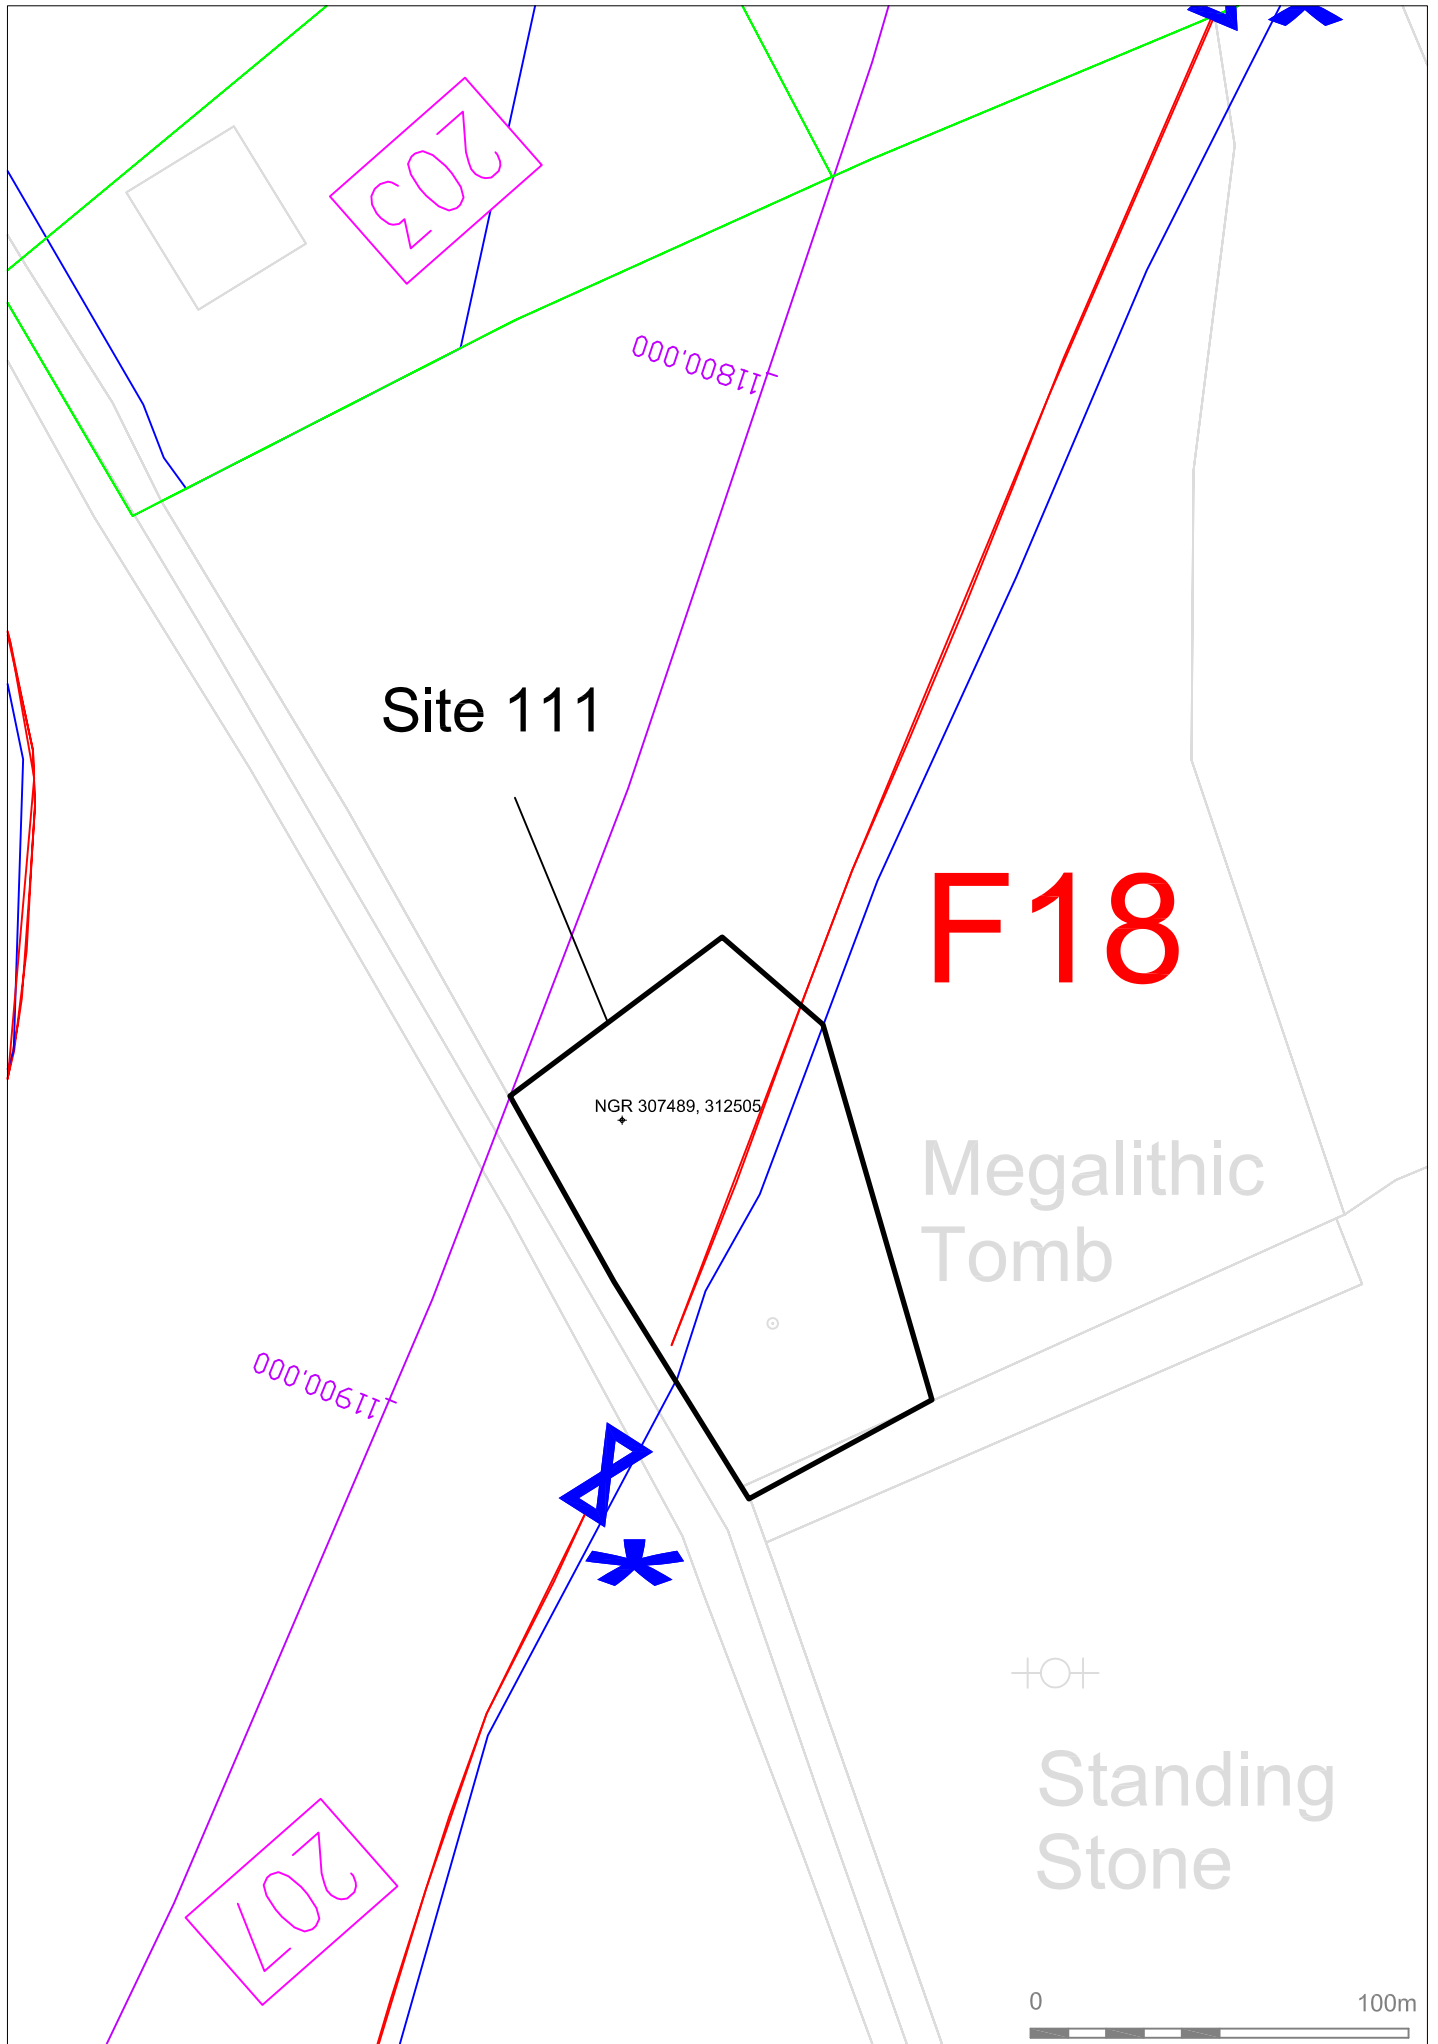 203
11800.000
Site 111
F18
NGR 307489, 312505
Megalithic
Tomb
11900.000
Standing
Stone
207
0 100m